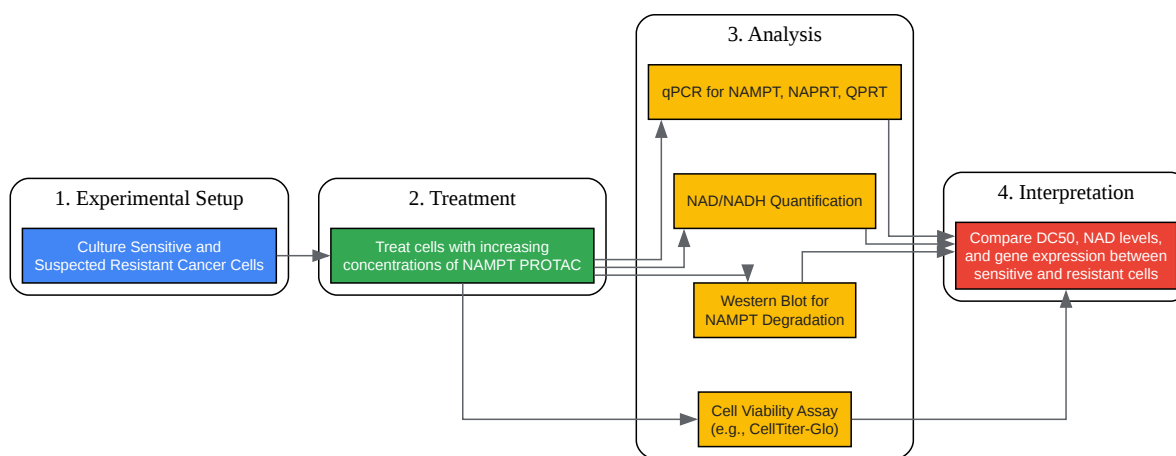 1. Experimental Setup
Culture Sensitive and
Suspected Resistant Cancer Cells
2. Treatment
Treat cells with increasing
concentrations of NAMPT PROTAC
3. Analysis
qPCR for NAMPT, NAPRT, QPRT
NAD/NADH Quantification
Western Blot for
NAMPT Degradation
Cell Viability Assay
(e.g., CellTiter-Glo)
4. Interpretation
Compare DC50, NAD levels,
and gene expression between
sensitive and resistant cells